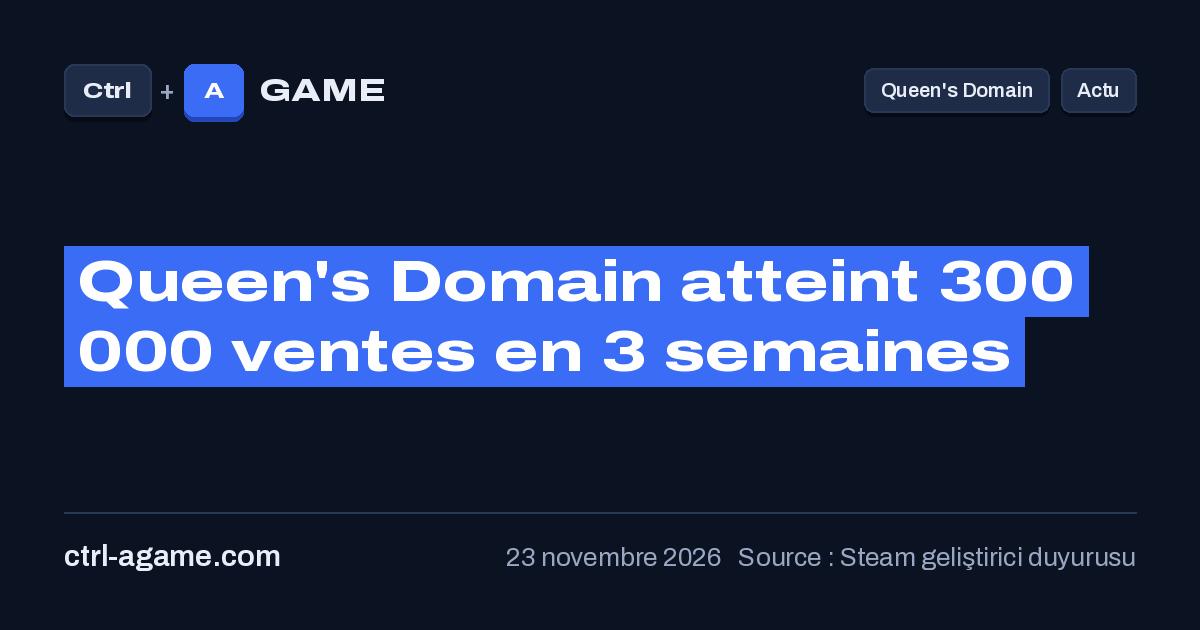 Ctrl + A GAME
Queen's Domain Actu
Queen's Domain atteint 300
000 ventes en 3 semaines
ctrl-agame.com
23 novembre 2026 Source : Steam geliştirici duyurusu